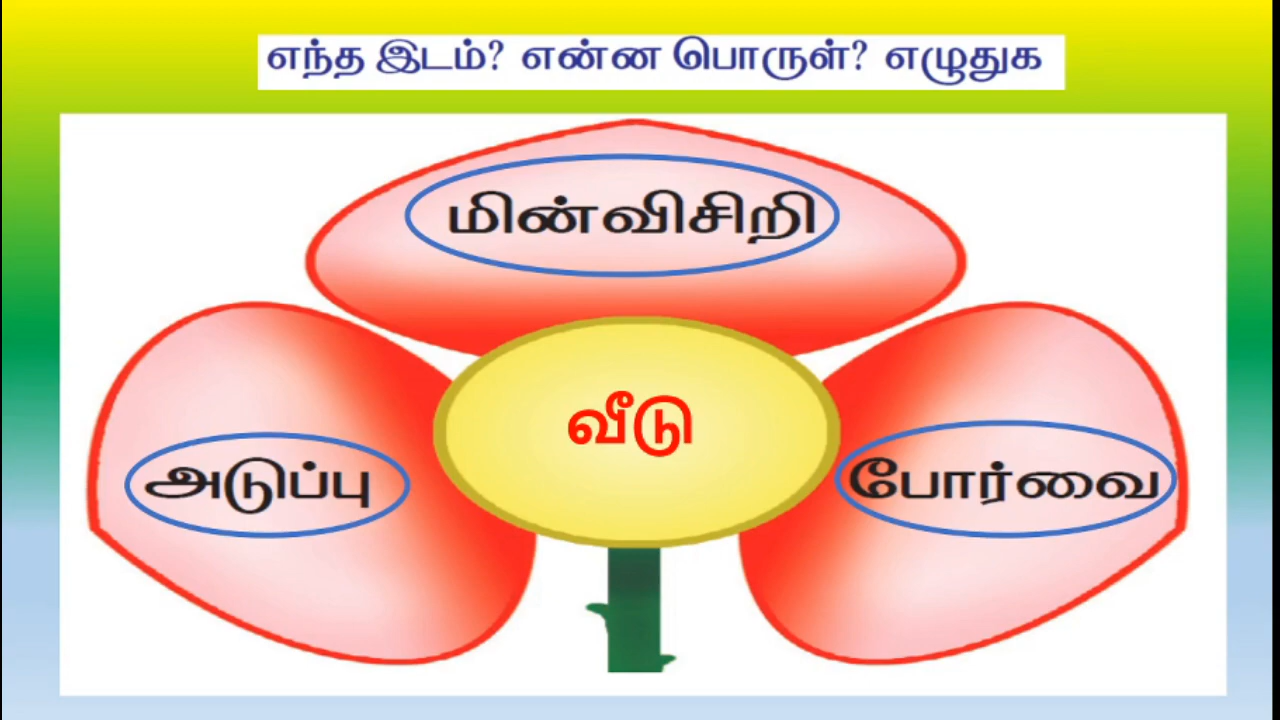 எந்த இடம்? என்ன பொருள்? எழுதுக
மின்விசிறி
வீடு
அடுப்பு
போர்வை